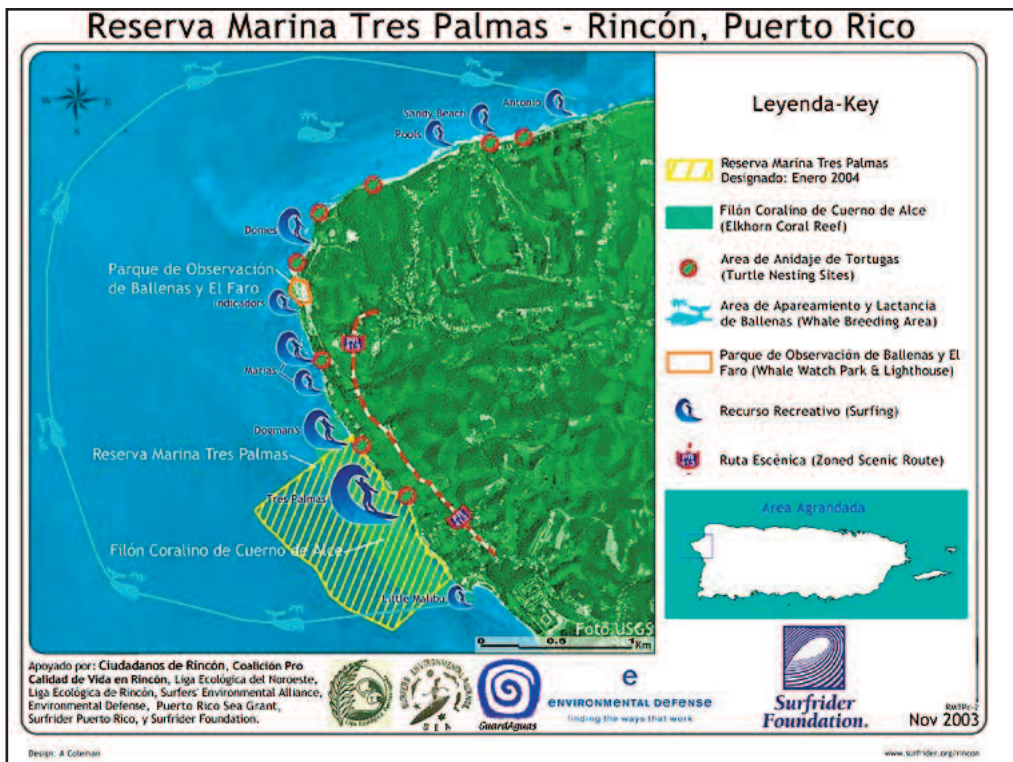 Reserva Marina Tres Palmas - Rincón, Puerto Rico
N
W
E
S
Antonio
Sandy Beach
Pools
Domes
Parque de Observación
de Ballenas y El Faro
Indicadors
Marias
Dogman's
Reserva Marina Tres Palmas
Tres Palmas
Filón Coralino de Cuerno de Alce
Little Malibu
Foto USGS
0 0.5 1 Km
Leyenda-Key
Reserva Marina Tres Palmas
Designado: Enero 2004
Filón Coralino de Cuerno de Alce
(Elkhorn Coral Reef)
Area de Anidaje de Tortugas
(Turtle Nesting Sites)
Area de Apareamiento y Lactancia
de Ballenas (Whale Breeding Area)
Parque de Observación de Ballenas y El
Faro (Whale Watch Park & Lighthouse)
Recurso Recreativo (Surfing)
Ruta Escénica (Zoned Scenic Route)
Area Agrandada
Apoyado por: Ciudadanos de Rincón, Coalición Pro
Calidad de Vida en Rincón, Liga Ecológica del Noroeste,
Liga Ecológica de Rincón, Surfers' Environmental Alliance,
Environmental Defense, Puerto Rico Sea Grant,
Surfrider Puerto Rico, y Surfrider Foundation.
SEA
GuardAguas
e
ENVIRONMENTAL DEFENSE
finding the ways that work
Surfrider
Foundation.
Nov 2003
Design: A Coleman
www.surfrider.org/rincon